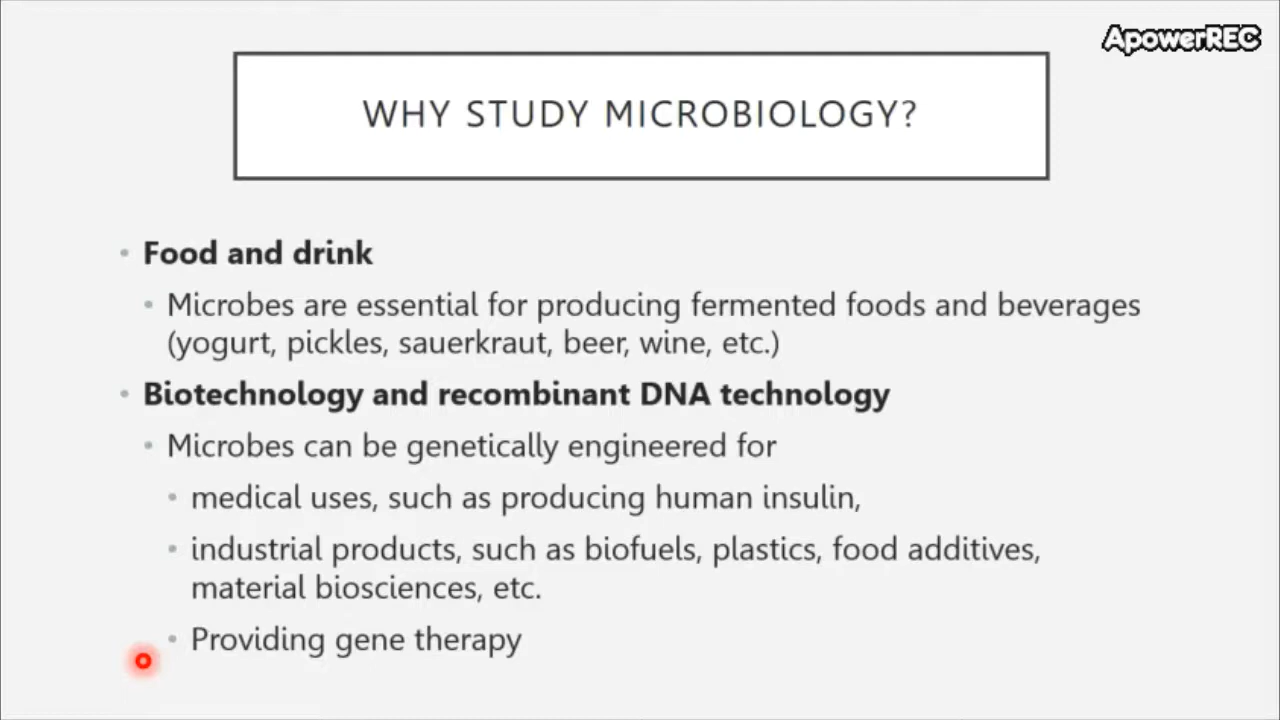 ApowerREC
WHY STUDY MICROBIOLOGY?
• Food and drink
• Microbes are essential for producing fermented foods and beverages
(yogurt, pickles, sauerkraut, beer, wine, etc.)
• Biotechnology and recombinant DNA technology
• Microbes can be genetically engineered for
• medical uses, such as producing human insulin,
• industrial products, such as biofuels, plastics, food additives,
material biosciences, etc.
• Providing gene therapy